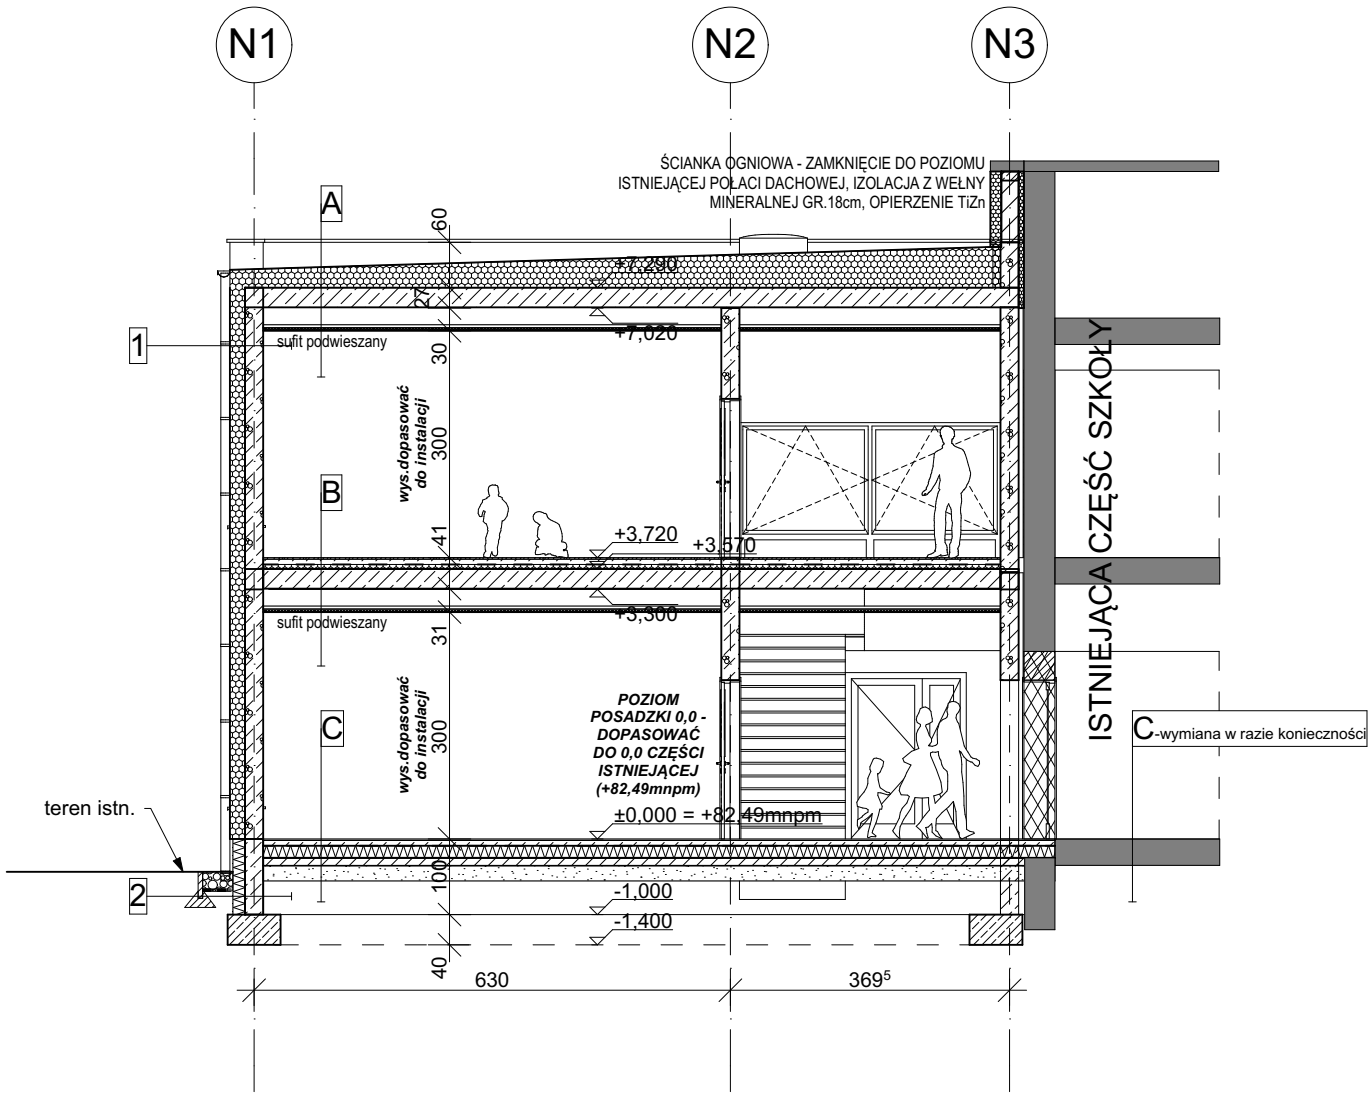 N1
N2
N3
ŚCIANKA OGNIOWA - ZAMKNIĘCIE DO POZIOMU
ISTNIEJĄCEJ POŁACI DACHOWEJ, IZOLACJA Z WEŁNY
MINERALNEJ GR.18cm, OPIERZENIE TiZn
A
60
+7,290
27
+7,020
1
sufit podwieszany
30
wys.dopasować
do instalacji
300
B
41
+3,720
+3,570
+3,300
sufit podwieszany
31
wys.dopasować
do instalacji
300
C
POZIOM
POSADZKI 0,0 -
DOPASOWAĆ
DO 0,0 CZĘŚCI
ISTNIEJĄCEJ
(+82,49mnpm)
±0,000 = +82,49mnpm
ISTNIEJĄCA CZĘŚĆ SZKOŁY
C-wymiana w razie konieczności
teren istn.
2
100
-1,000
-1,400
40
630
369⁵